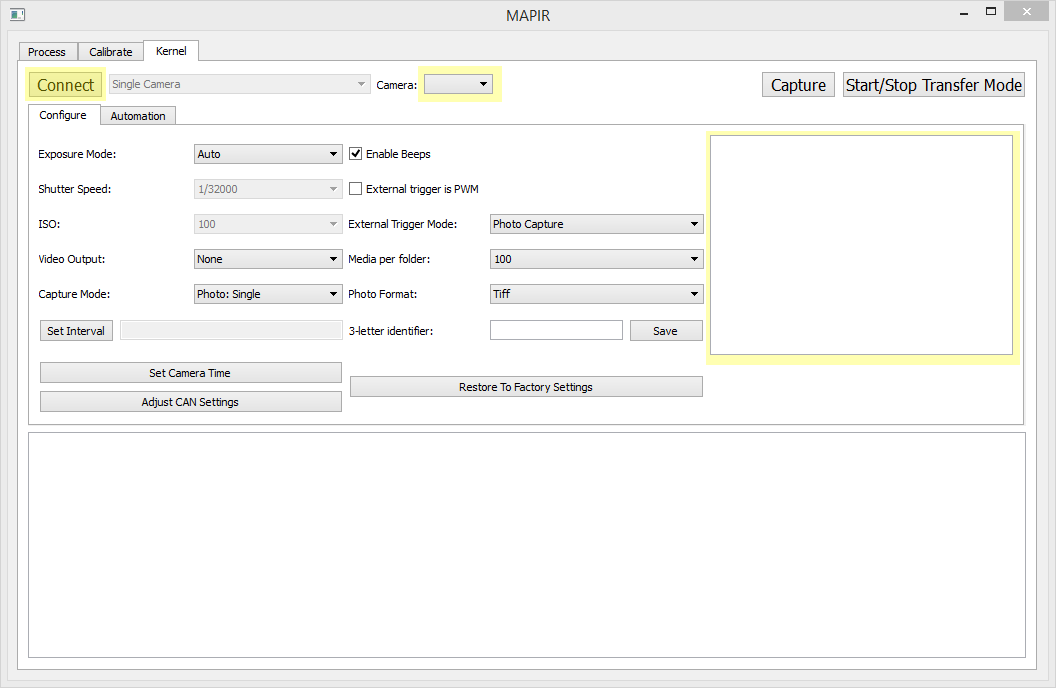 MAPIR
Process Calibrate Kernel
Connect Single Camera Camera: Capture Start/Stop Transfer Mode
Configure Automation
Exposure Mode: Auto Enable Beeps
Shutter Speed: 1/32000 External trigger is PWM
ISO: 100 External Trigger Mode: Photo Capture
Video Output: None Media per folder: 100
Capture Mode: Photo: Single Photo Format: Tiff
Set Interval 3-letter identifier: Save
Set Camera Time
Restore To Factory Settings
Adjust CAN Settings